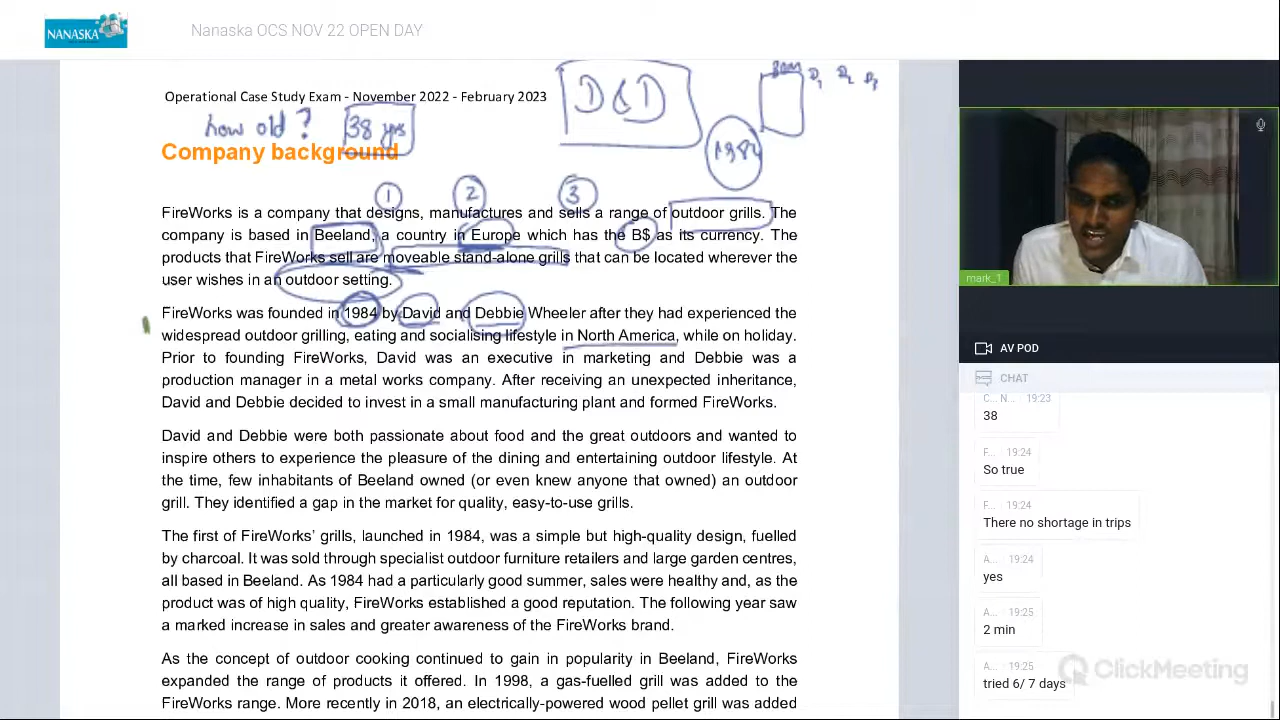 NANASKA
Nanaska OCS NOV 22 OPEN DAY
Operational Case Study Exam - November 2022 - February 2023
D & D
how old? 38 yrs
1984
Company background
1 2 3
FireWorks is a company that designs, manufactures and sells a range of outdoor grills. The
company is based in Beeland, a country in Europe which has the B$ as its currency. The
products that FireWorks sell are moveable stand-alone grills that can be located wherever the
user wishes in an outdoor setting.
FireWorks was founded in 1984 by David and Debbie Wheeler after they had experienced the
widespread outdoor grilling, eating and socialising lifestyle in North America, while on holiday.
Prior to founding FireWorks, David was an executive in marketing and Debbie was a
production manager in a metal works company. After receiving an unexpected inheritance,
David and Debbie decided to invest in a small manufacturing plant and formed FireWorks.
David and Debbie were both passionate about food and the great outdoors and wanted to
inspire others to experience the pleasure of the dining and entertaining outdoor lifestyle. At
the time, few inhabitants of Beeland owned (or even knew anyone that owned) an outdoor
grill. They identified a gap in the market for quality, easy-to-use grills.
The first of FireWorks' grills, launched in 1984, was a simple but high-quality design, fuelled
by charcoal. It was sold through specialist outdoor furniture retailers and large garden centres,
all based in Beeland. As 1984 had a particularly good summer, sales were healthy and, as the
product was of high quality, FireWorks established a good reputation. The following year saw
a marked increase in sales and greater awareness of the FireWorks brand.
As the concept of outdoor cooking continued to gain in popularity in Beeland, FireWorks
expanded the range of products it offered. In 1998, a gas-fuelled grill was added to the
FireWorks range. More recently in 2018, an electrically-powered wood pellet grill was added
mark_1
AV POD
CHAT
C... N... 19:23
38
F... 19:24
So true
F... 19:24
There no shortage in trips
A... 19:24
yes
A... 19:25
2 min
A... 19:25
tried 6/ 7 days
ClickMeeting